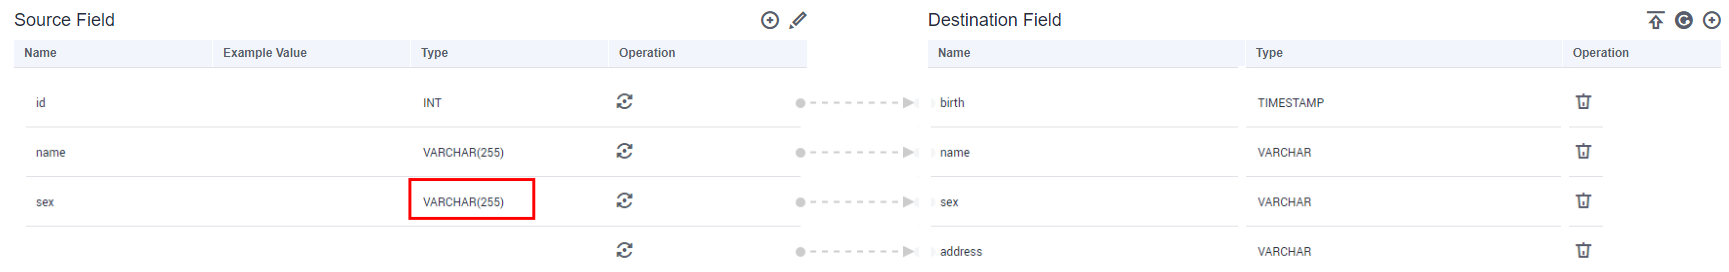 Source Field Destination Field
Name Example Value Type Operation Name Type Operation
id INT birth TIMESTAMP
name VARCHAR(255) name VARCHAR
sex VARCHAR(255) sex VARCHAR
address VARCHAR